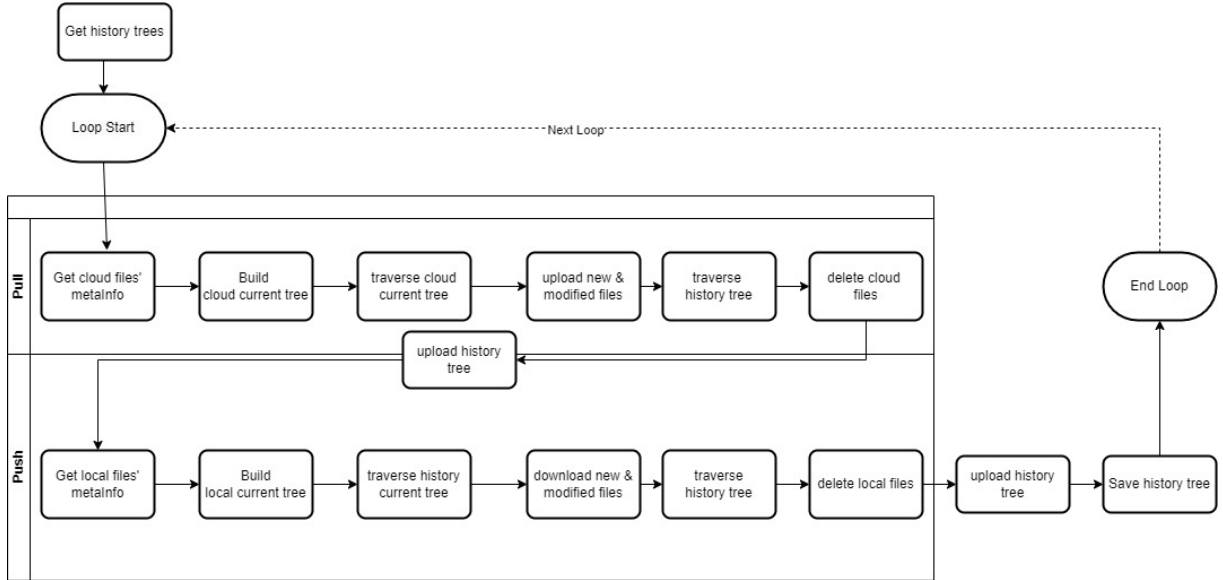 Get history trees
Loop Start
Next Loop
Pull
Get cloud files'
metaInfo
Build
cloud current tree
traverse cloud
current tree
upload new &
modified files
traverse
history tree
delete cloud
files
End Loop
upload history
tree
Push
Get local files'
metaInfo
Build
local current tree
traverse history
current tree
download new &
modified files
traverse
history tree
delete local files
upload history
tree
Save history tree